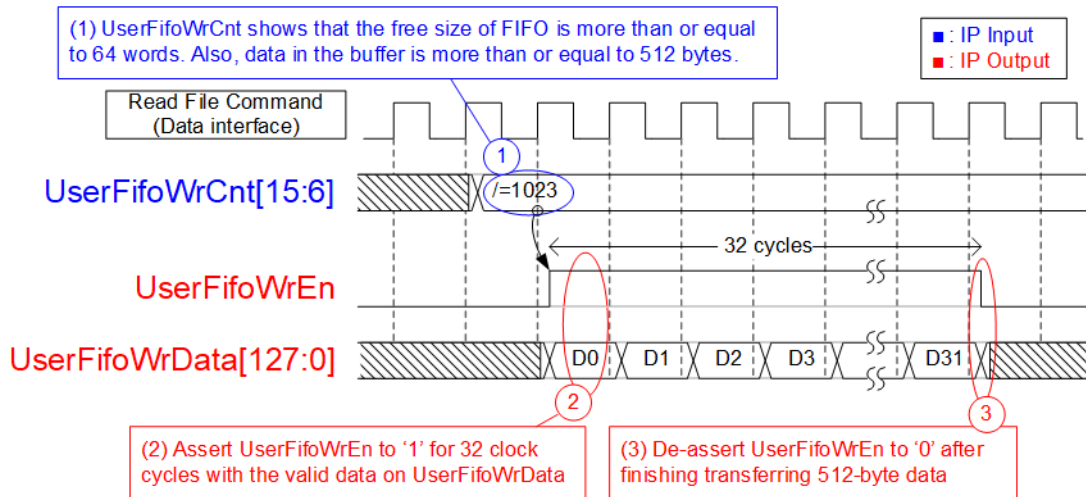 (1) UserFifoWrCnt shows that the free size of FIFO is more than or equal
to 64 words. Also, data in the buffer is more than or equal to 512 bytes.
■: IP Input
■: IP Output
Read File Command
(Data interface)
1
UserFifoWrCnt[15:6]
/=1023
32 cycles
UserFifoWrEn
UserFifoWrData[127:0]
D0
D1
D2
D3
D31
2
3
(2) Assert UserFifoWrEn to ‘1’ for 32 clock
cycles with the valid data on UserFifoWrData
(3) De-assert UserFifoWrEn to ‘0’ after
finishing transferring 512-byte data